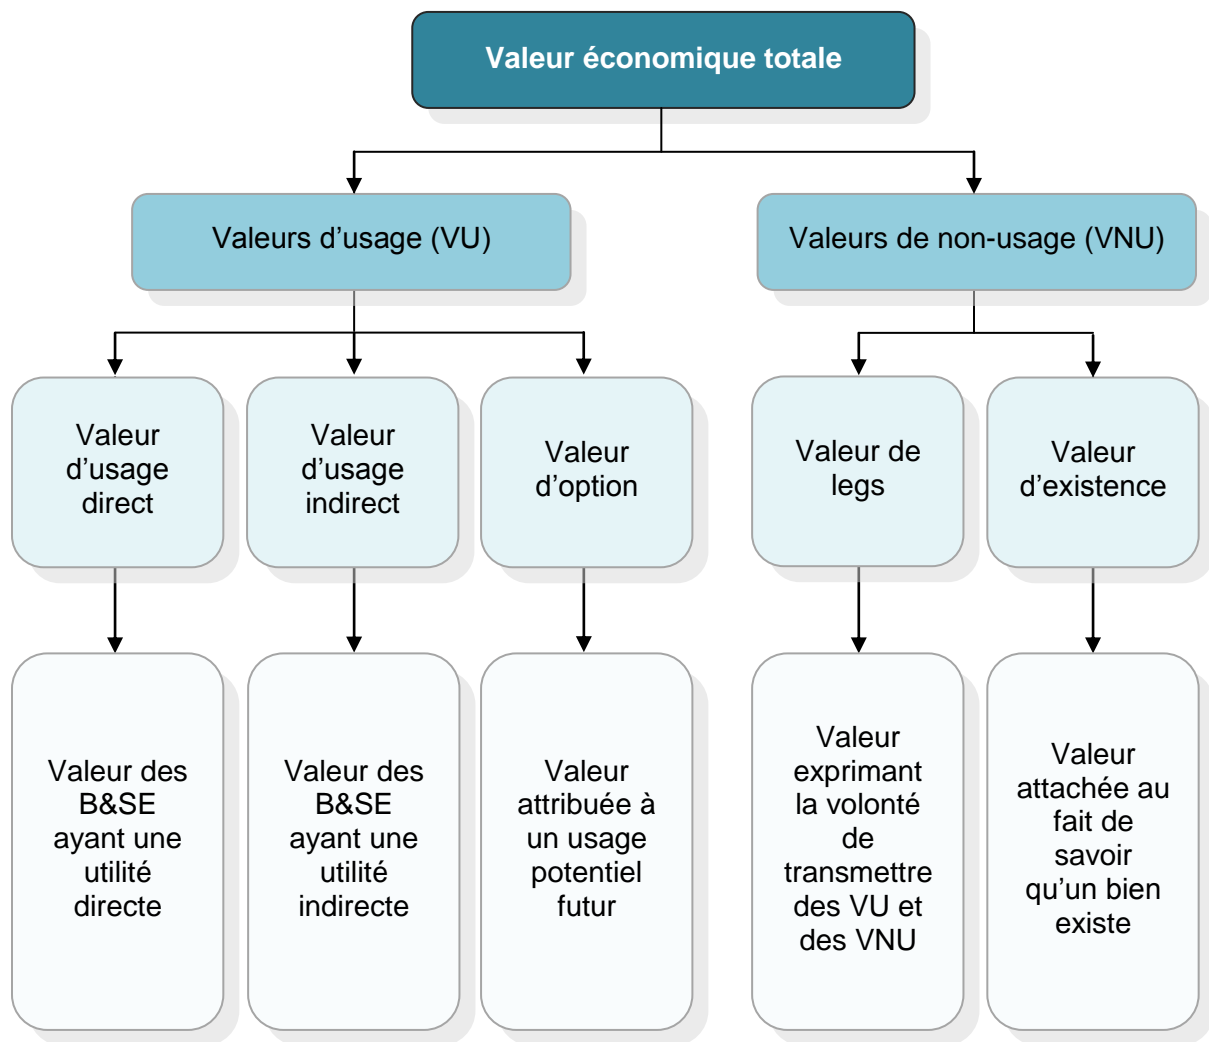 Valeur économique totale
Valeurs d’usage (VU)
Valeurs de non-usage (VNU)
Valeur
d’usage
direct
Valeur
d’usage
indirect
Valeur
d’option
Valeur de
legs
Valeur
d’existence
Valeur des
B&SE
ayant une
utilité
directe
Valeur des
B&SE
ayant une
utilité
indirecte
Valeur
attribuée à
un usage
potentiel
futur
Valeur
exprimant
la volonté
de
transmettre
des VU et
des VNU
Valeur
attachée au
fait de
savoir
qu’un bien
existe